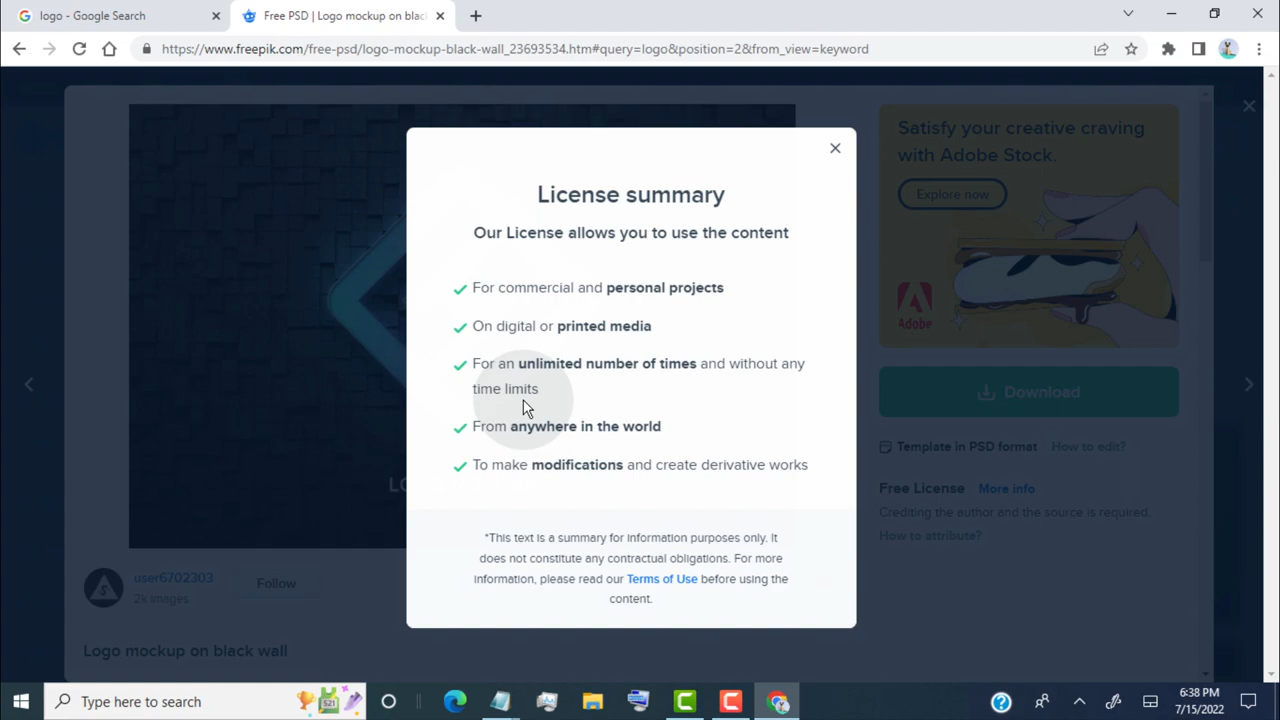 logo - Google Search
Free PSD | Logo mockup on blac
https://www.freepik.com/free-psd/logo-mockup-black-wall_23693534.htm#query=logo&position=2&from_view=keyword
License summary
Our License allows you to use the content
For commercial and personal projects
On digital or printed media
For an unlimited number of times and without any
time limits
From anywhere in the world
To make modifications and create derivative works
*This text is a summary for information purposes only. It
does not constitute any contractual obligations. For more
information, please read our Terms of Use before using the
content.
Satisfy your creative craving
with Adobe Stock.
Explore now
Adobe
Download
Template in PSD format How to edit?
Free License More info
Crediting the author and the source is required.
How to attribute?
user6702303
2k images
Follow
Logo mockup on black wall
Type here to search
6:38 PM
7/15/2022